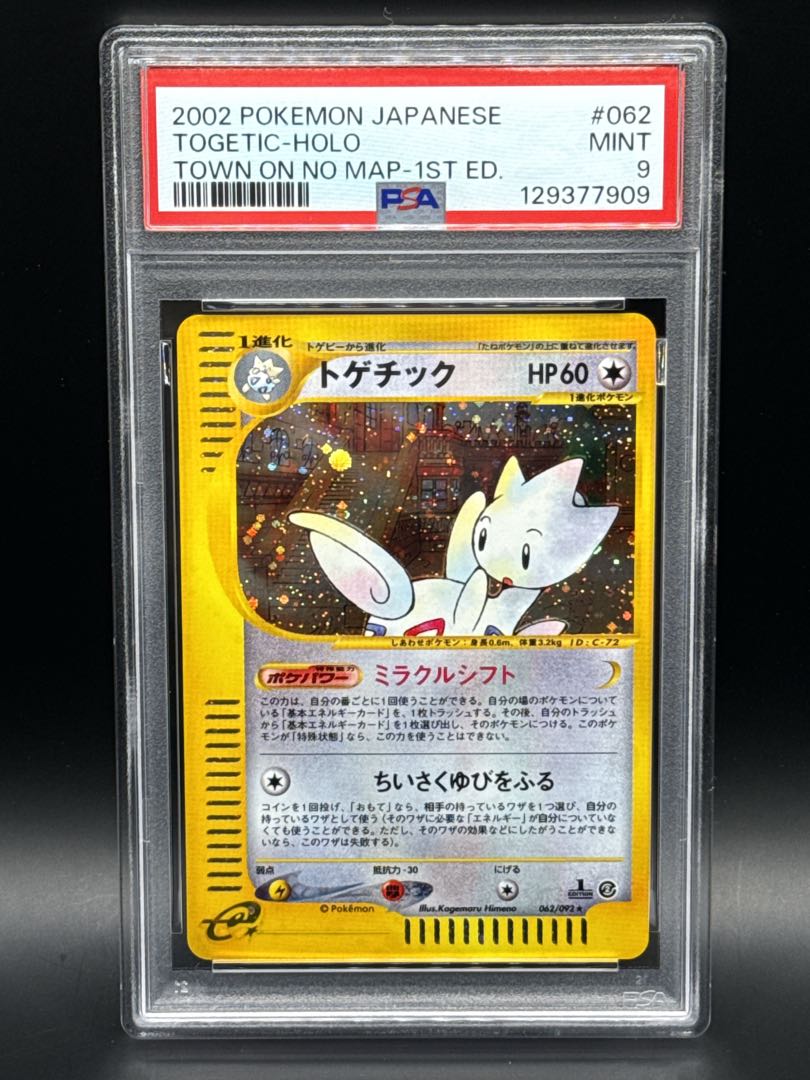 2002 POKEMON JAPANESE #062
TOGETIC-HOLO MINT
TOWN ON NO MAP-1ST ED. 9
PSA 129377909
1進化 トゲピーから進化 「たねポケモン」の上に重ねて進化させます。
トゲチック HP60
1進化ポケモン
しあわせポケモン:身長0.6m、体重3.2kg ID:C-72
特殊能力
ポケパワー ミラクルシフト
この力は、自分の番ごとに1回使うことができる。自分の場のポケモンについて
いる「基本エネルギーカード」を、1枚トラッシュする。その後、自分のトラッシュ
から「基本エネルギーカード」を1枚選び出し、そのポケモンにつける。このポケ
モンが「特殊状態」なら、この力を使うことはできない。
ちいさくゆびをふる
コインを1回投げ、「おもて」なら、相手の持っているワザを1つ選び、自分の
持っているワザとして使う(そのワザに必要な「エネルギー」が自分についていな
くても使うことができる。ただし、そのワザの効果などにしたがうことができな
いなら、このワザは失敗する)。
弱点 抵抗力-30 にげる
1 EDITION
©Pokémon Illus.Kagemaru Himeno 062/092★
e
PSA